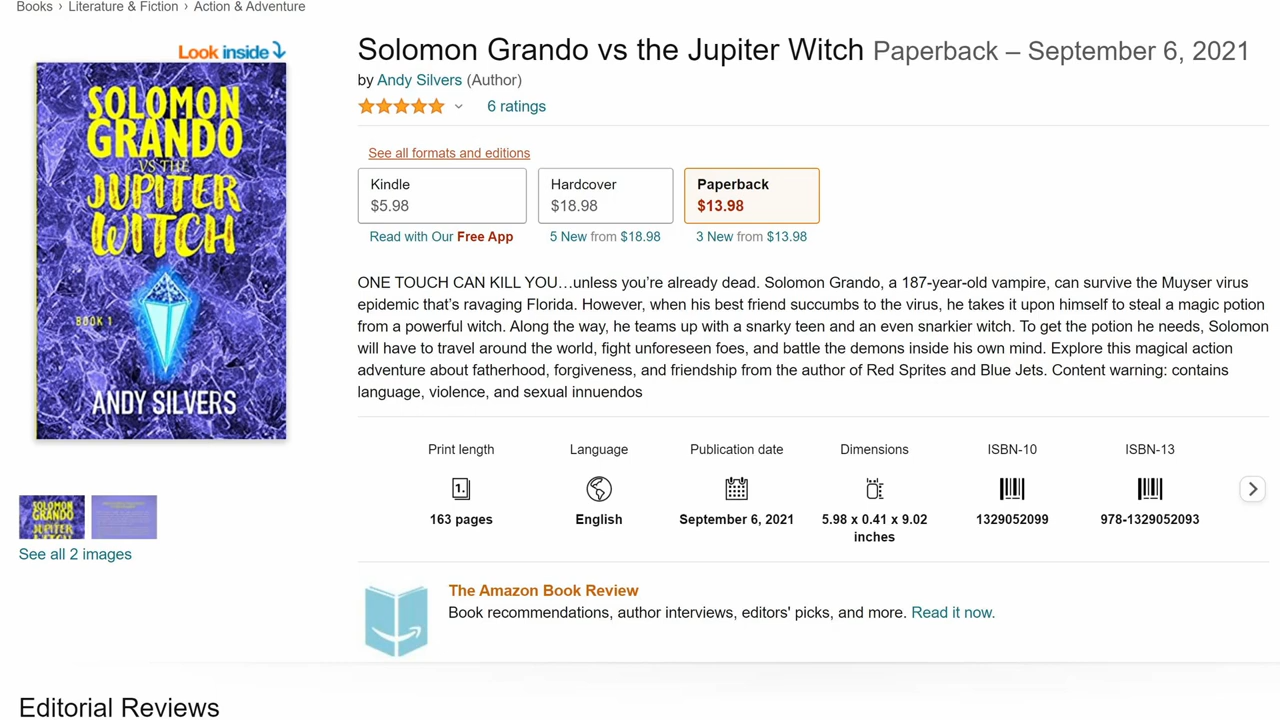 Books › Literature & Fiction › Action & Adventure
Look inside
SOLOMON
GRANDO
VS THE
JUPITER
WITCH
BOOK 1
ANDY SILVERS
SOLOMON
GRANDO
JUPITER
WITCH
See all 2 images
Solomon Grando vs the Jupiter Witch Paperback – September 6, 2021
by Andy Silvers (Author)
6 ratings
See all formats and editions
Kindle
$5.98
Read with Our Free App
Hardcover
$18.98
5 New from $18.98
Paperback
$13.98
3 New from $13.98
ONE TOUCH CAN KILL YOU…unless you’re already dead. Solomon Grando, a 187-year-old vampire, can survive the Muyser virus
epidemic that’s ravaging Florida. However, when his best friend succumbs to the virus, he takes it upon himself to steal a magic potion
from a powerful witch. Along the way, he teams up with a snarky teen and an even snarkier witch. To get the potion he needs, Solomon
will have to travel around the world, fight unforeseen foes, and battle the demons inside his own mind. Explore this magical action
adventure about fatherhood, forgiveness, and friendship from the author of Red Sprites and Blue Jets. Content warning: contains
language, violence, and sexual innuendos
Print length
1.
163 pages
Language
English
Publication date
September 6, 2021
Dimensions
5.98 x 0.41 x 9.02
inches
ISBN-10
1329052099
ISBN-13
978-1329052093
The Amazon Book Review
Book recommendations, author interviews, editors' picks, and more. Read it now.
Editorial Reviews